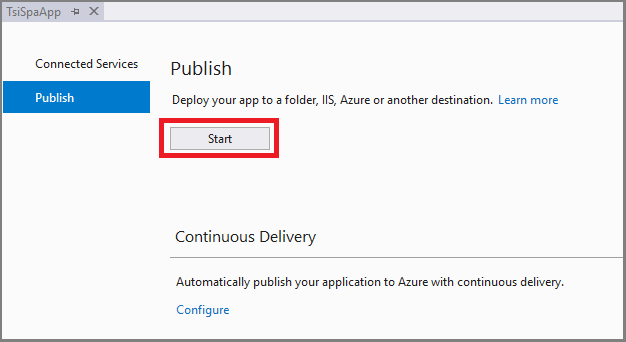 TsiSpaApp
Connected Services
Publish
Publish
Deploy your app to a folder, IIS, Azure or another destination. Learn more
Start
Continuous Delivery
Automatically publish your application to Azure with continuous delivery.
Configure